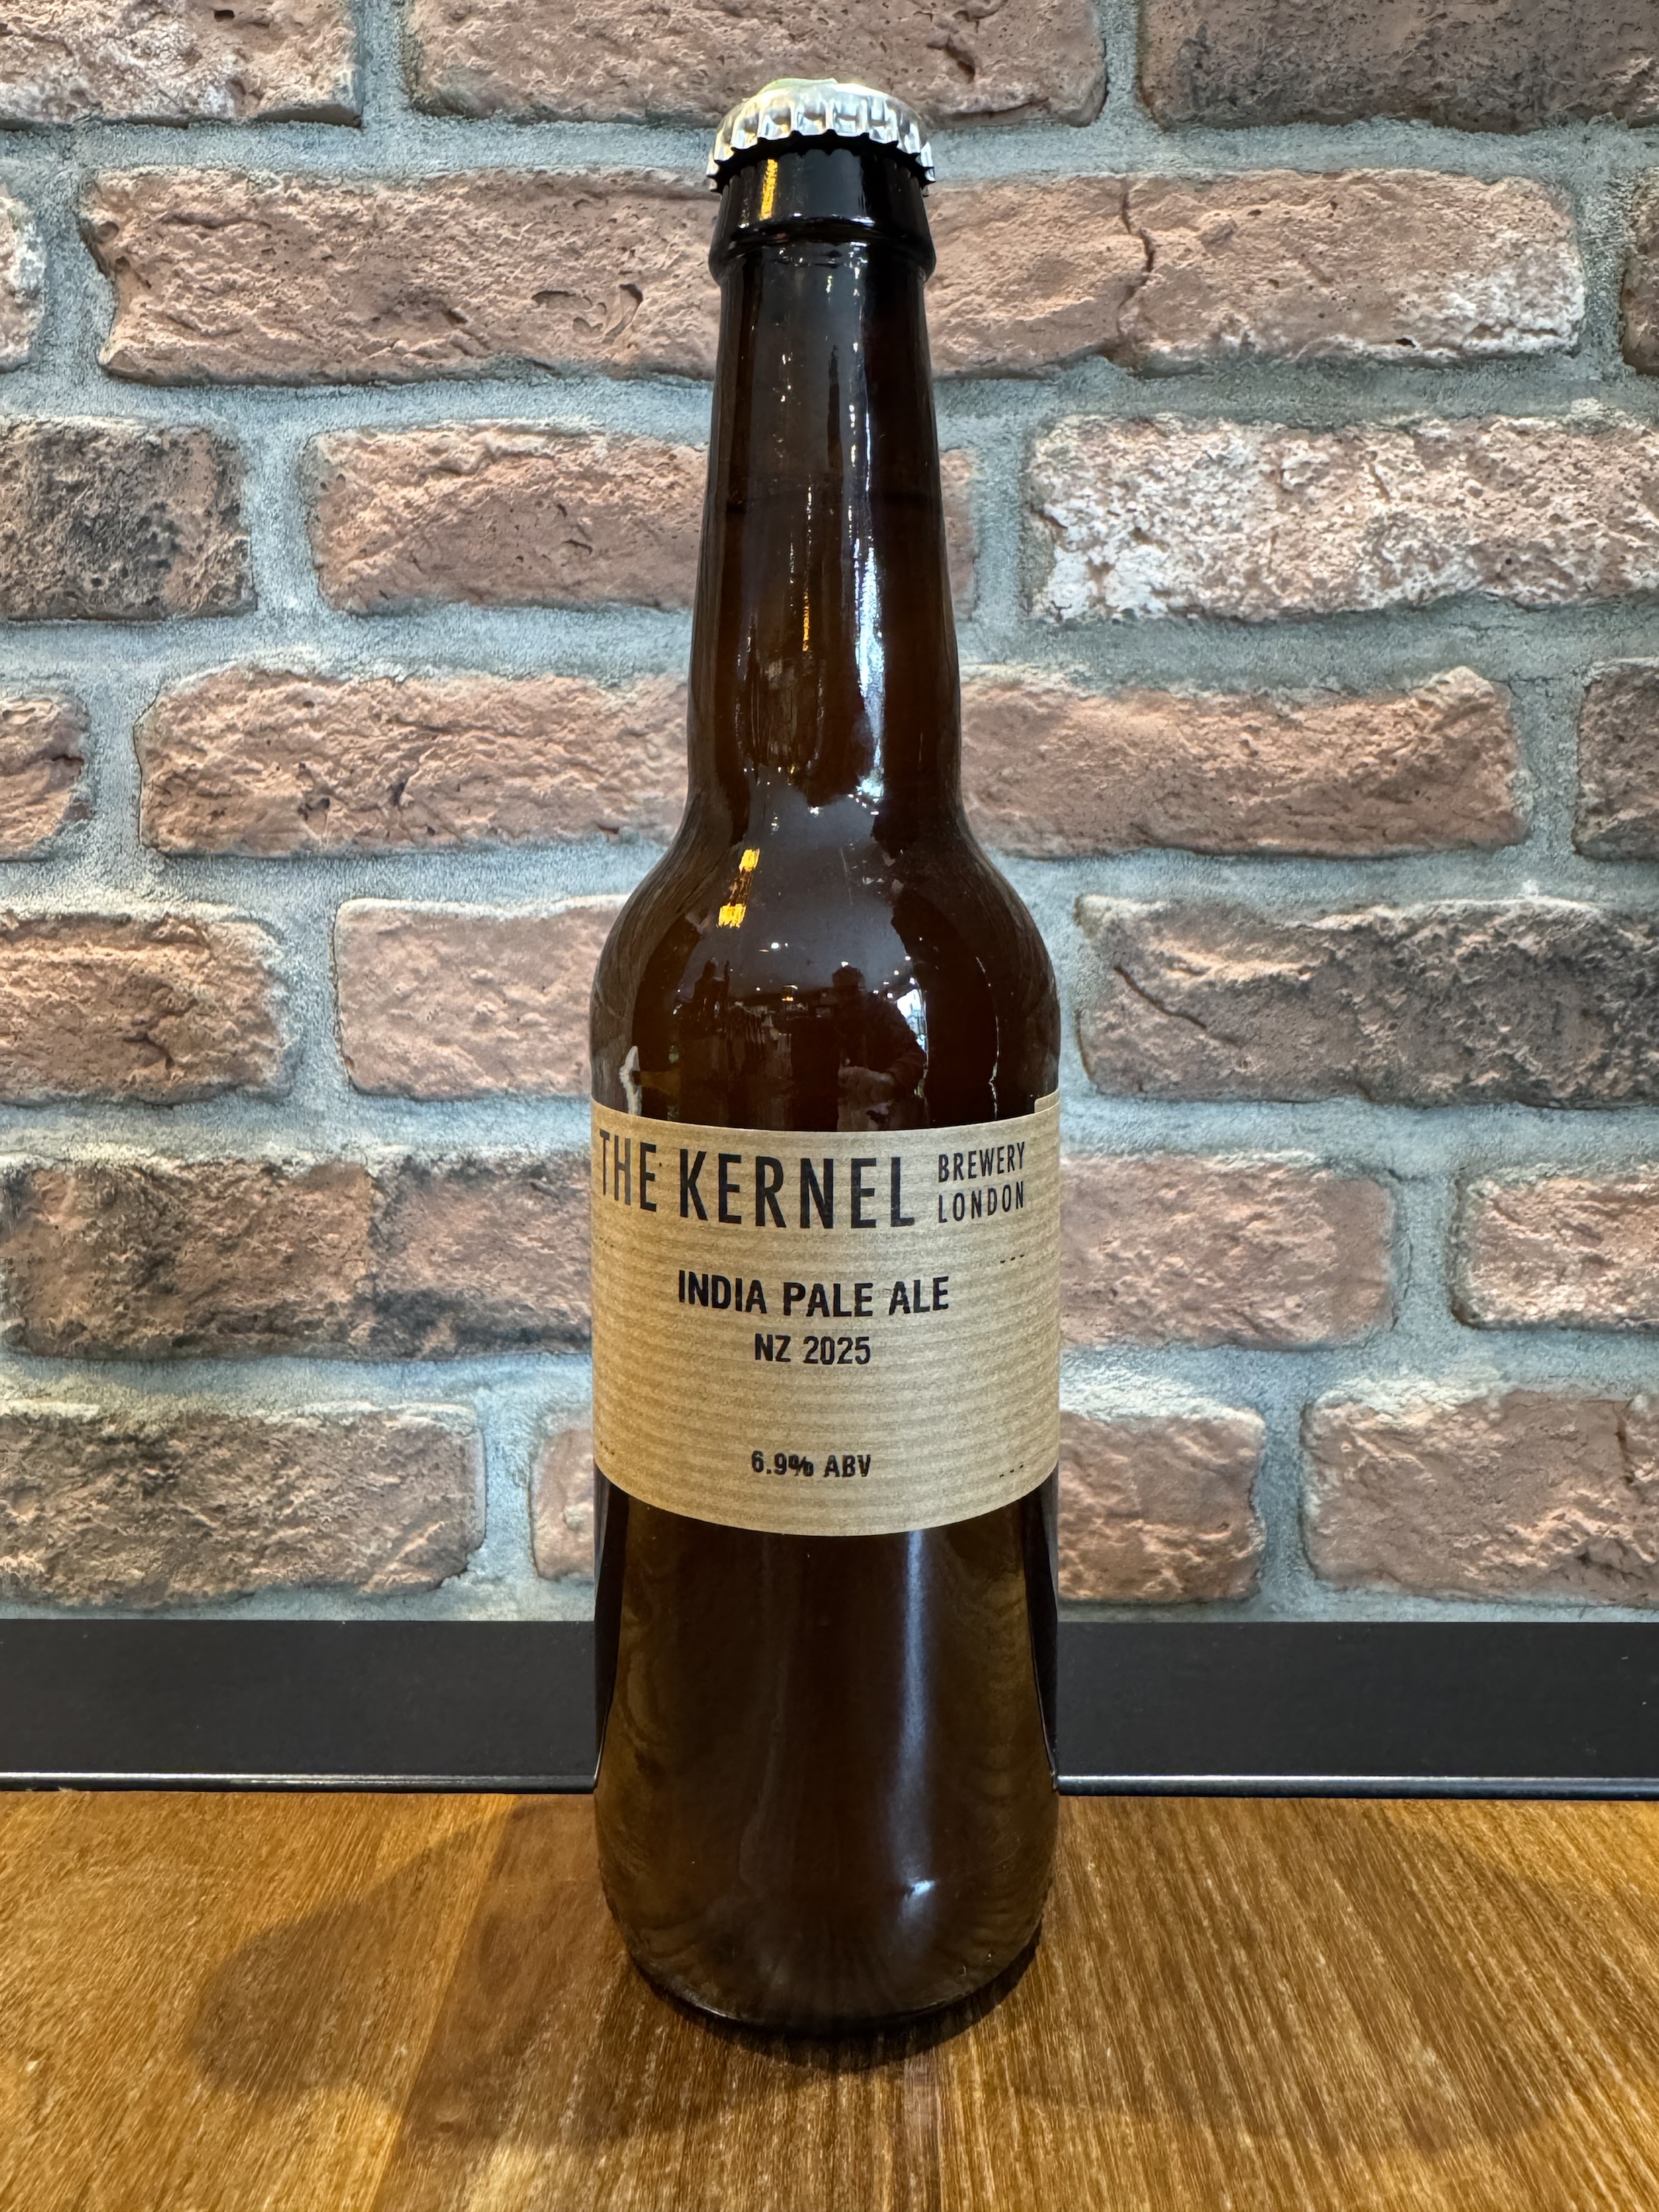 THE KERNEL BREWERY LONDON
INDIA PALE ALE
NZ 2025
6.9% ABV